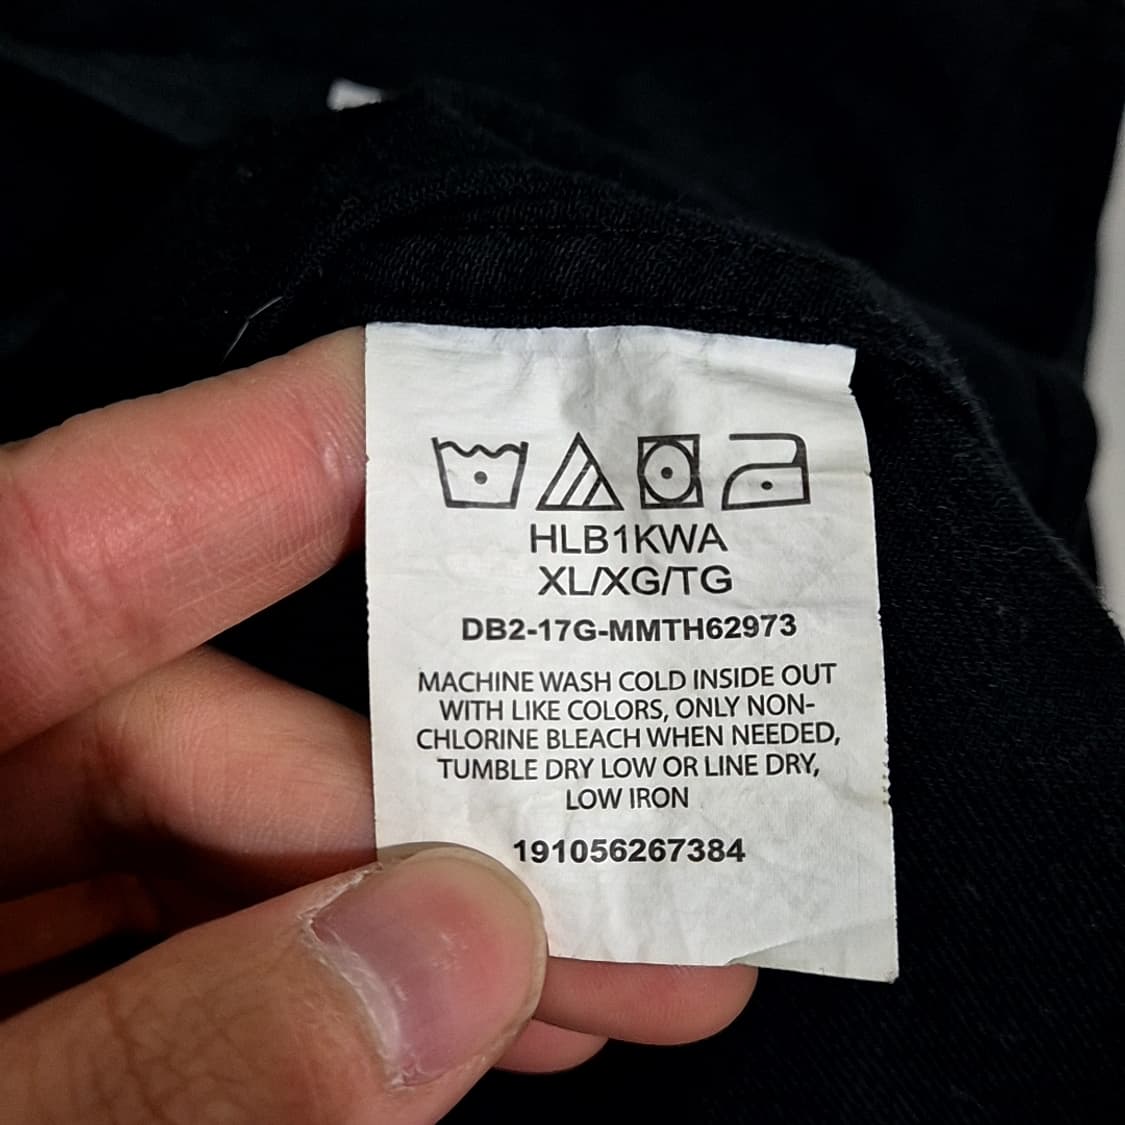 HLB1KWA
XL/XG/TG
DB2-17G-MMTH62973
MACHINE WASH COLD INSIDE OUT
WITH LIKE COLORS, ONLY NON-
CHLORINE BLEACH WHEN NEEDED,
TUMBLE DRY LOW OR LINE DRY,
LOW IRON
191056267384